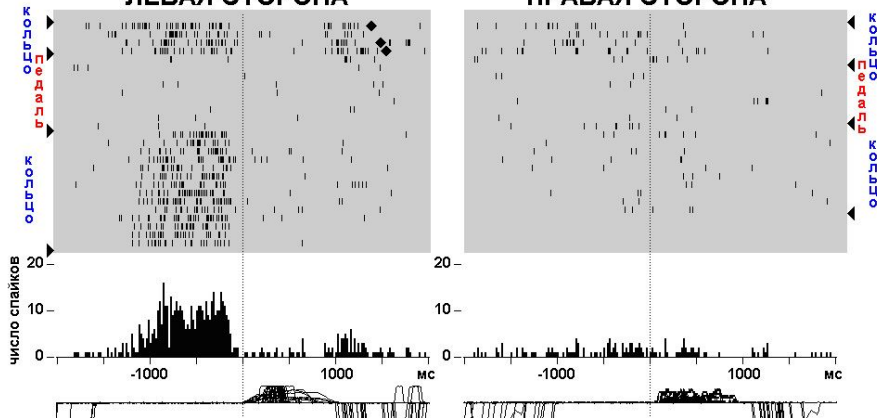 ЛЕВАЯ СТОРОНА
ПРАВАЯ СТОРОНА
кольцо
педаль
кольцо
кольцо
педаль
кольцо
число спайков
20
10
0
-1000
1000
мс
20
10
0
-1000
1000
мс